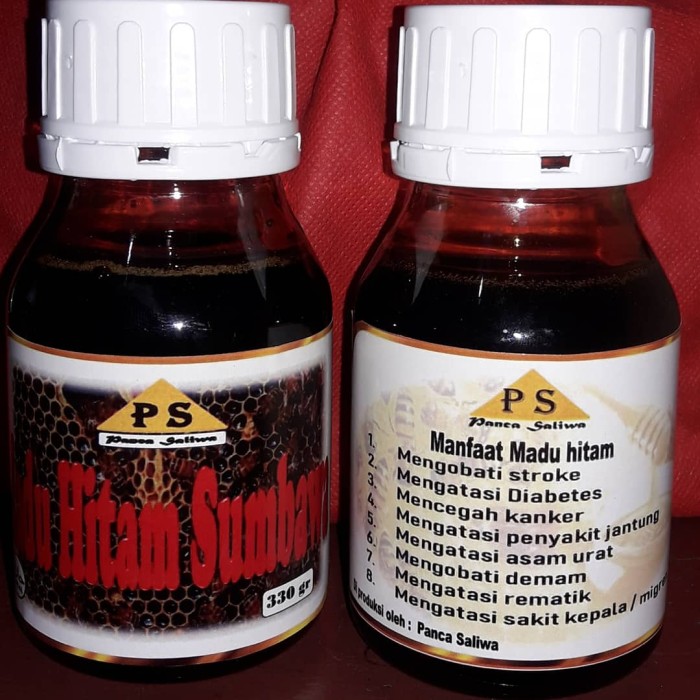 PS
Panca Saliwa
Hitam Sumbaw
330 gr
PS
Panca Saliwa
Manfaat Madu hitam
1. Mengobati stroke
2. Mengatasi Diabetes
3. Mencegah kanker
4. Mengatasi penyakit jantung
5. Mengatasi asam urat
6. Mengobati demam
7. Mengatasi rematik
8. Mengatasi sakit kepala / migre
Di produksi oleh : Panca Saliwa